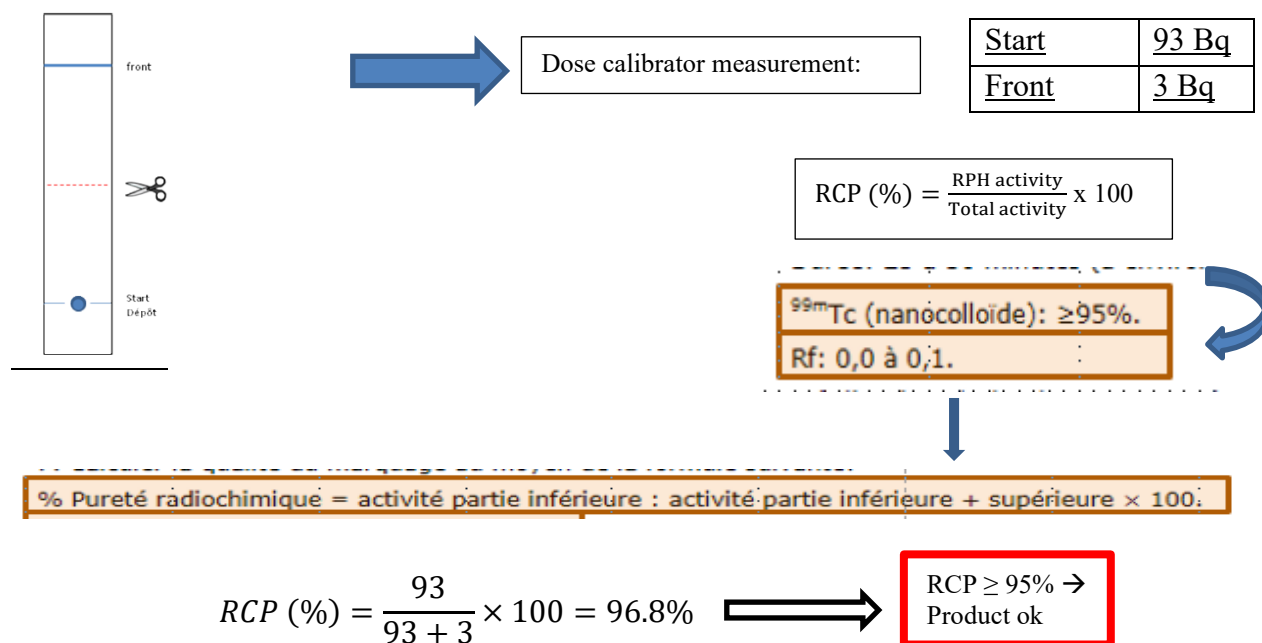 front
Start
Dépôt
Dose calibrator measurement:
Start 93 Bq
Front 3 Bq
RCP (%) = RPH activity / Total activity x 100
99mTc (nanocolloïde): ≥95%.
Rf: 0,0 à 0,1.
% Pureté radiochimique = activité partie inférieure : activité partie inférieure + supérieure × 100.
RCP (%) = 93 / 93 + 3 × 100 = 96.8%
RCP ≥ 95% →
Product ok